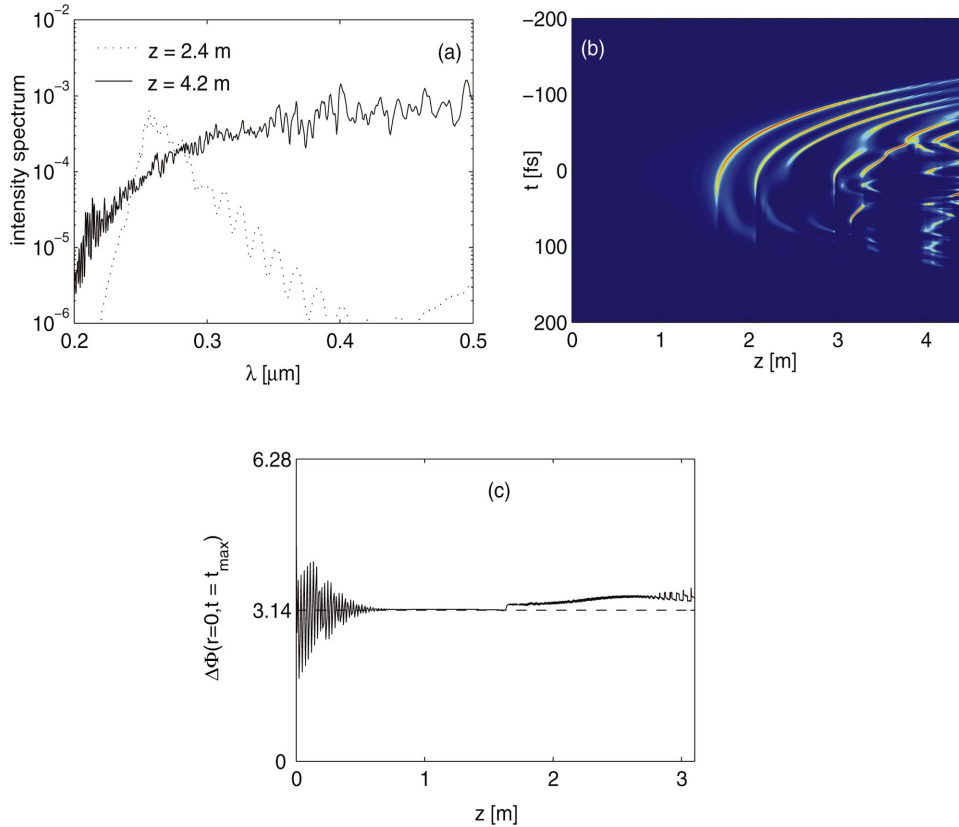 (a)
z = 2.4 m
z = 4.2 m
intensity spectrum
10^-2
10^-3
10^-4
10^-5
10^-6
0.2
0.3
0.4
0.5
λ [μm]
(b)
t [fs]
-200
-100
0
100
200
0
1
2
3
4
z [m]
(c)
ΔΦ(r=0,t = t_max)
6.28
3.14
0
0
1
2
3
z [m]